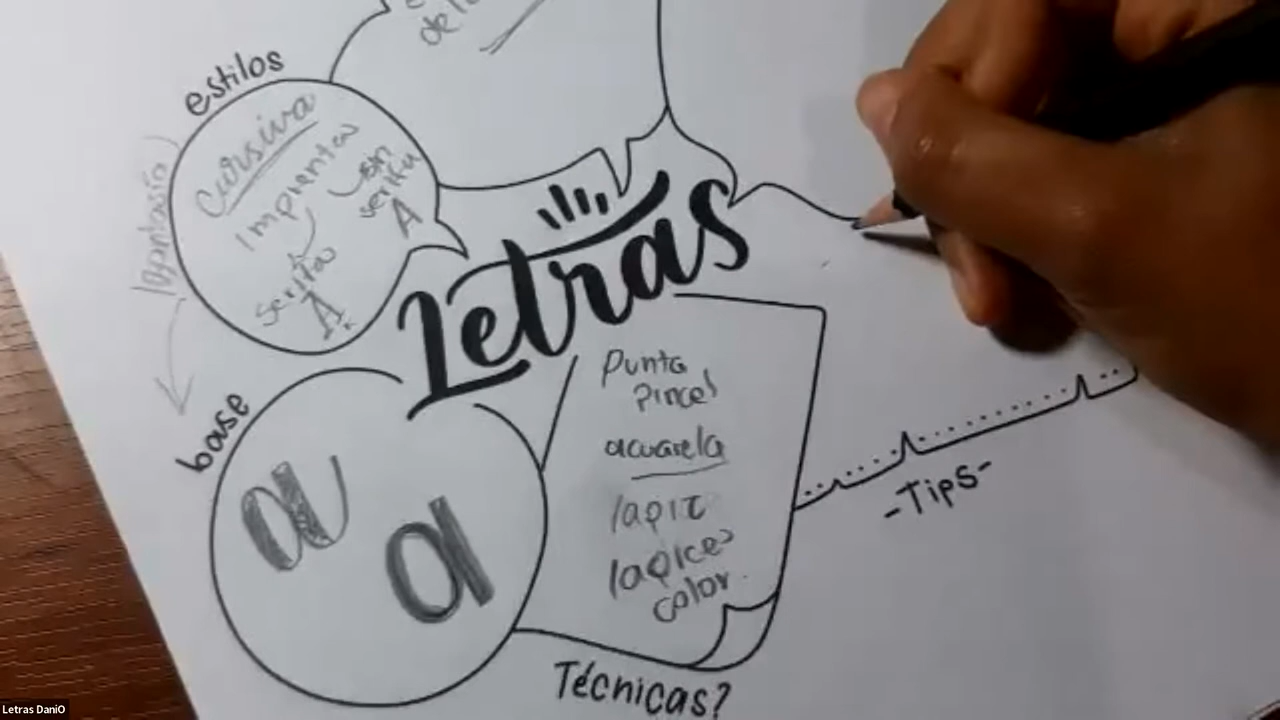 estilos
Cursiva
Imprenta
sin
serifa
A
serifa
A
(fantasía)
Letras
base
a a
Punta
Pincel
acuarela
lapiz
lapices
color.
Técnicas?
-Tips-
Letras DaniO